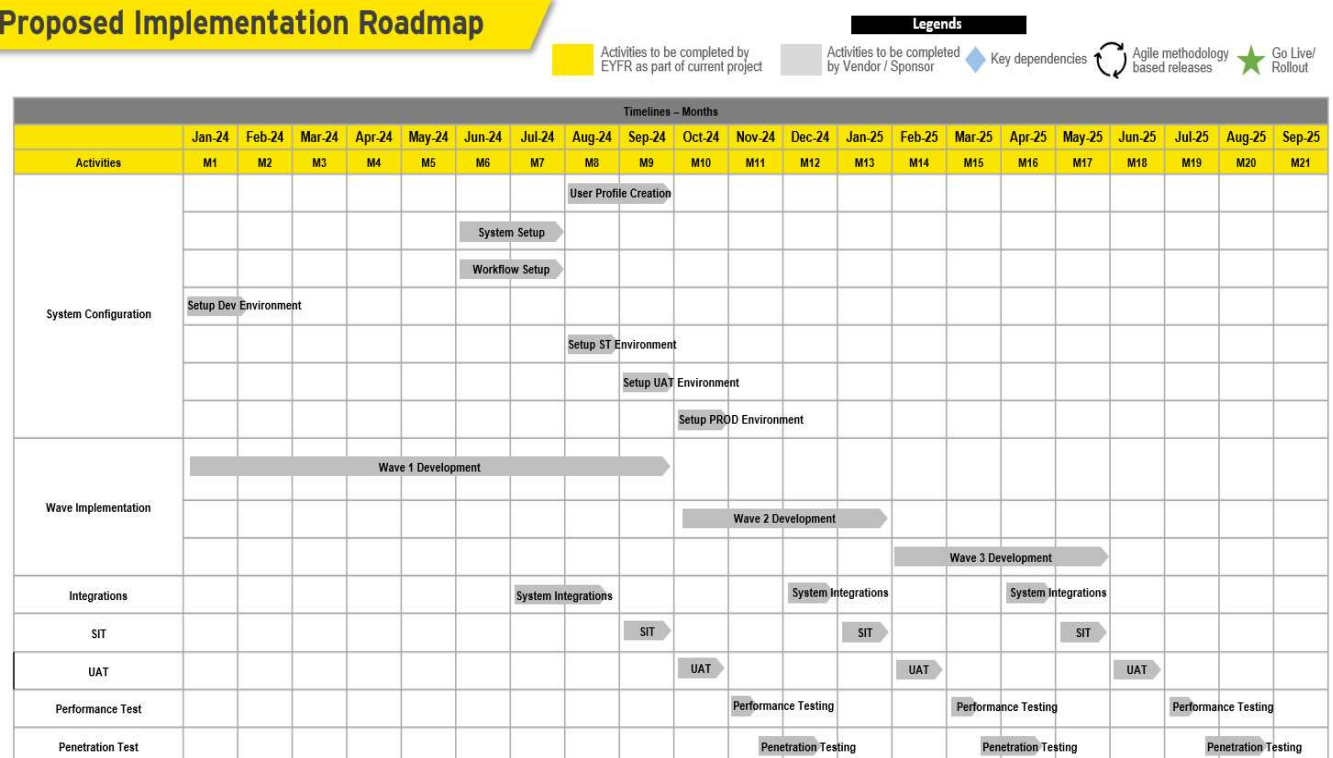 Proposed Implementation Roadmap
Legends
Activities to be completed by
EYFR as part of current project
Activities to be completed
by Vendor / Sponsor
Key dependencies
Agile methodology
based releases
Go Live/
Rollout
Timelines – Months
Jan-24 Feb-24 Mar-24 Apr-24 May-24 Jun-24 Jul-24 Aug-24 Sep-24 Oct-24 Nov-24 Dec-24 Jan-25 Feb-25 Mar-25 Apr-25 May-25 Jun-25 Jul-25 Aug-25 Sep-25
Activities M1 M2 M3 M4 M5 M6 M7 M8 M9 M10 M11 M12 M13 M14 M15 M16 M17 M18 M19 M20 M21
System Configuration
User Profile Creation
System Setup
Workflow Setup
Setup Dev Environment
Setup ST Environment
Setup UAT Environment
Setup PROD Environment
Wave Implementation
Wave 1 Development
Wave 2 Development
Wave 3 Development
Integrations System Integrations System Integrations System Integrations
SIT SIT SIT SIT
UAT UAT UAT UAT
Performance Test Performance Testing Performance Testing Performance Testing
Penetration Test Penetration Testing Penetration Testing Penetration Testing